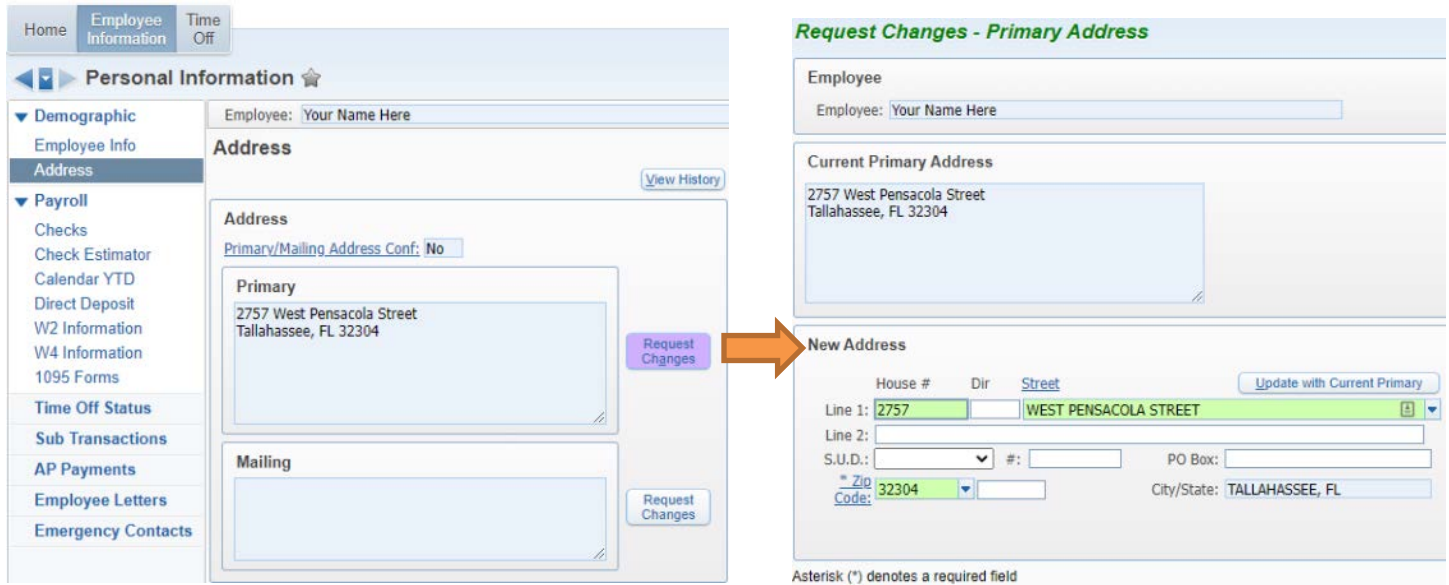 Home
Employee Information
Time Off
Personal Information
Demographic
Employee Info
Address
Payroll
Checks
Check Estimator
Calendar YTD
Direct Deposit
W2 Information
W4 Information
1095 Forms
Time Off Status
Sub Transactions
AP Payments
Employee Letters
Emergency Contacts
Employee: Your Name Here
Address
View History
Address
Primary/Mailing Address Conf: No
Primary
2757 West Pensacola Street
Tallahassee, FL 32304
Request
Changes
Mailing
Request
Changes
Request Changes - Primary Address
Employee
Employee: Your Name Here
Current Primary Address
2757 West Pensacola Street
Tallahassee, FL 32304
New Address
House # Dir Street Update with Current Primary
Line 1: 2757 WEST PENSACOLA STREET
Line 2:
S.U.D.: #: PO Box:
* Zip
Code: 32304 City/State: TALLAHASSEE, FL
Asterisk (*) denotes a required field